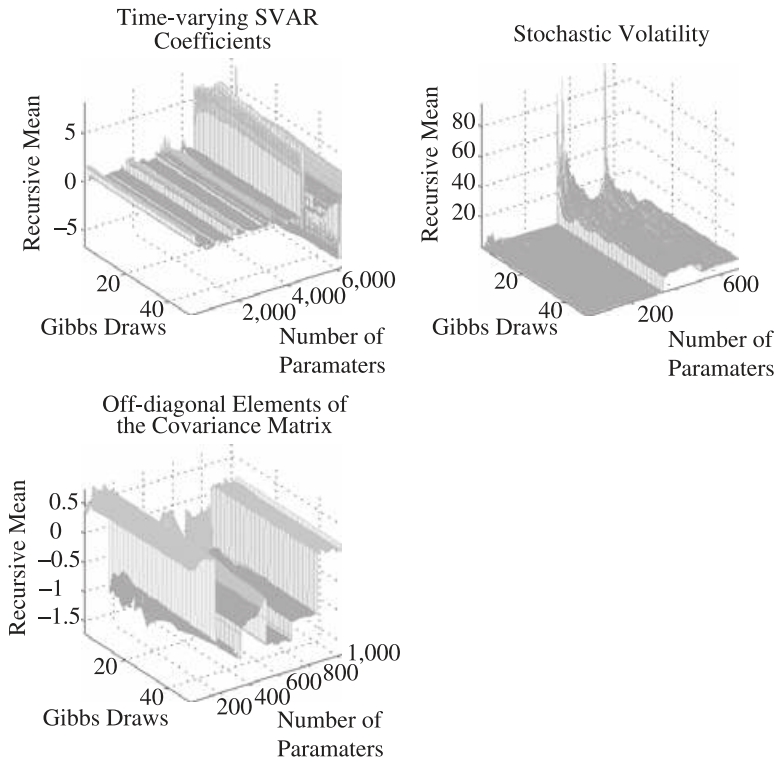 Time-varying SVAR
Coefficients
Recursive Mean
5
0
−5
20
40
Gibbs Draws
2,000
4,000
6,000
Number of
Paramaters
Stochastic Volatility
Recursive Mean
80
60
40
20
20
40
Gibbs Draws
200
600
Number of
Paramaters
Off-diagonal Elements of
the Covariance Matrix
Recursive Mean
0.5
0
−0.5
−1
−1.5
20
40
Gibbs Draws
200
400
600
800
1,000
Number of
Paramaters